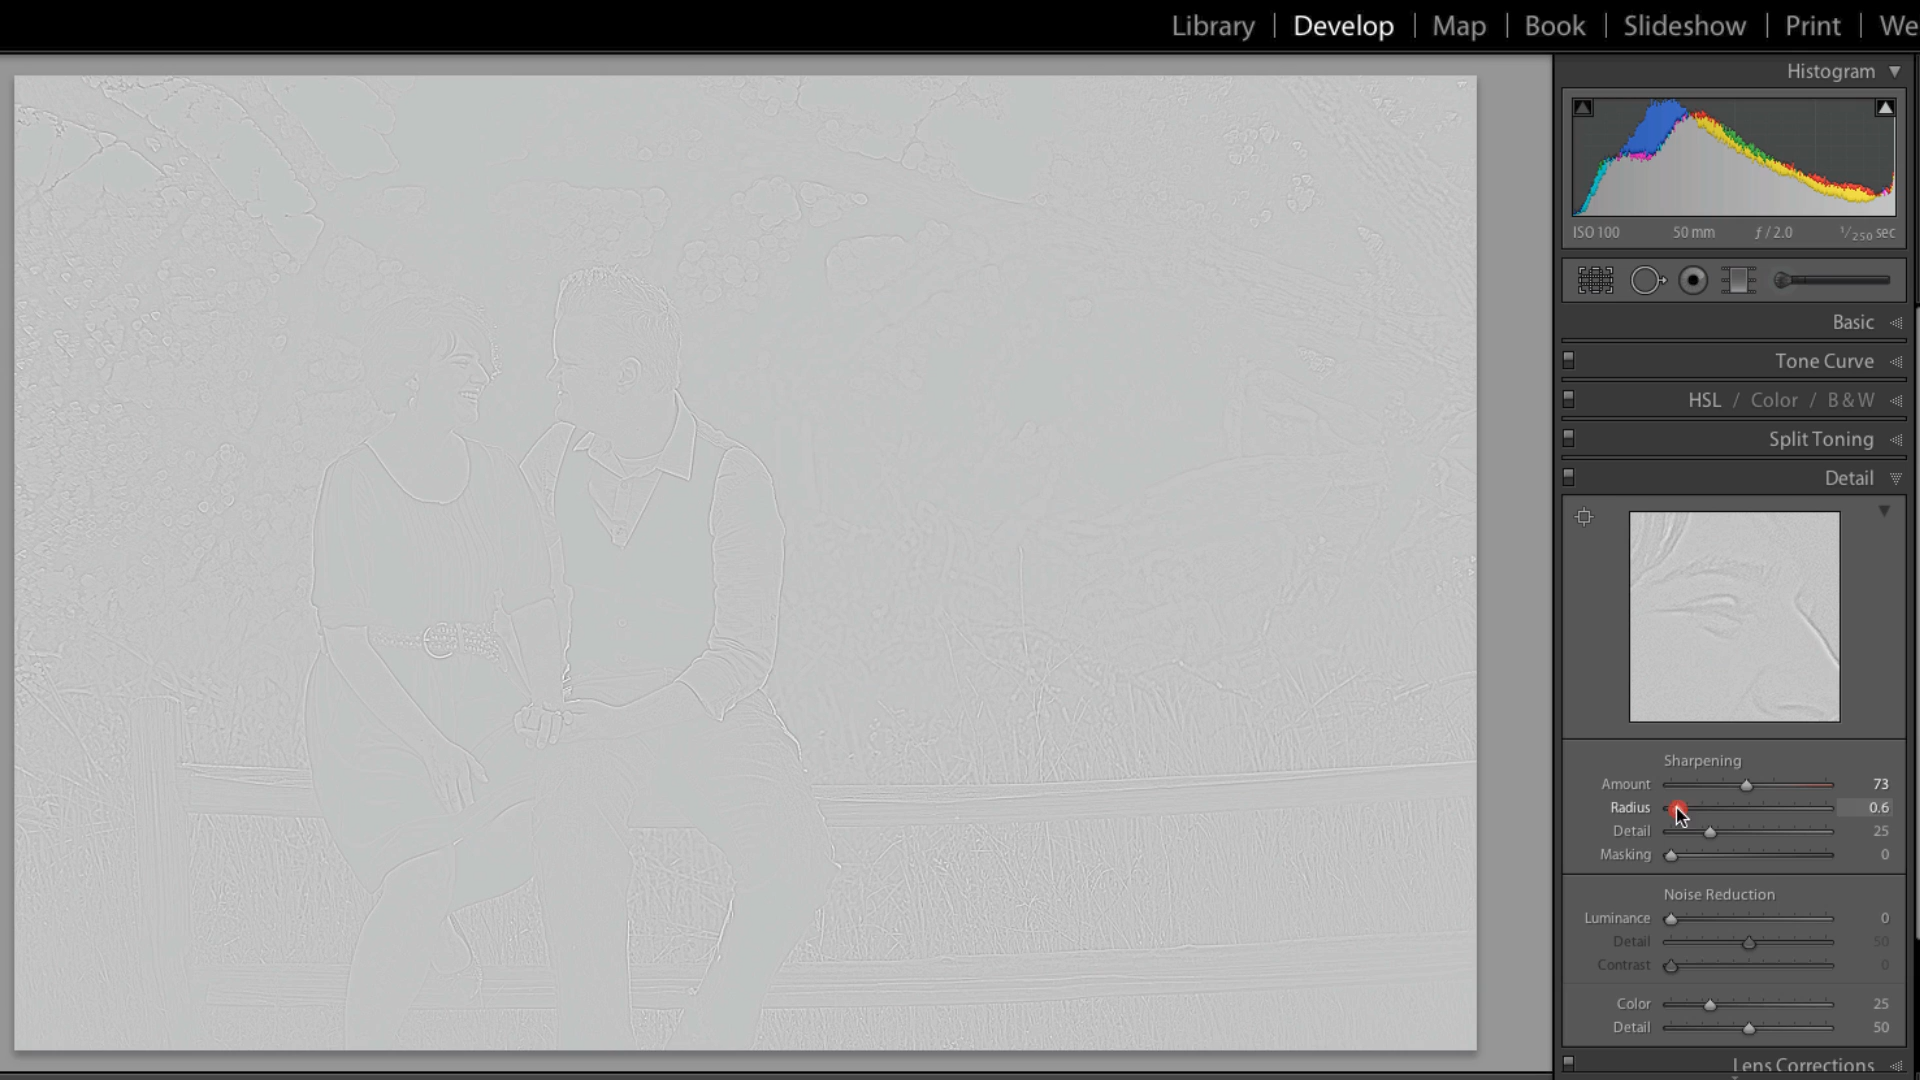 Library | Develop | Map | Book | Slideshow | Print | We
Histogram
ISO 100 50 mm ƒ / 2.0 1/250 sec
Basic
Tone Curve
HSL / Color / B & W
Split Toning
Detail
Sharpening
Amount 73
Radius 0.6
Detail 25
Masking 0
Noise Reduction
Luminance 0
Detail 50
Contrast 0
Color 25
Detail 50
Lens Corrections